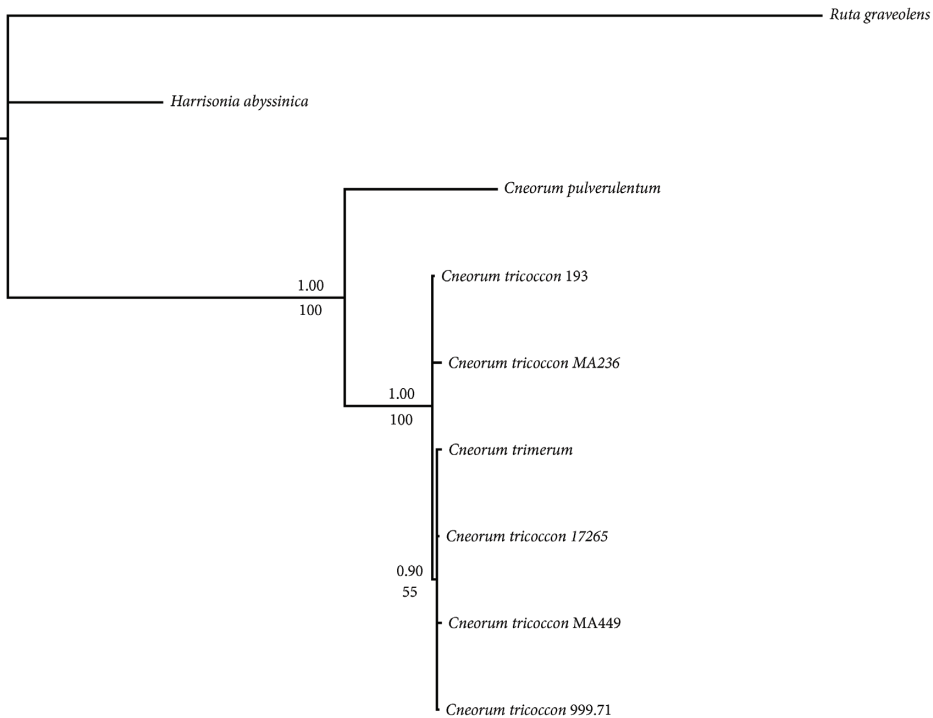 Ruta graveolens
Harrisonia abyssinica
Cneorum pulverulentum
Cneorum tricoccon 193
1.00
100
Cneorum tricoccon MA236
1.00
100
Cneorum trimerum
Cneorum tricoccon 17265
0.90
55
Cneorum tricoccon MA449
Cneorum tricoccon 999.71